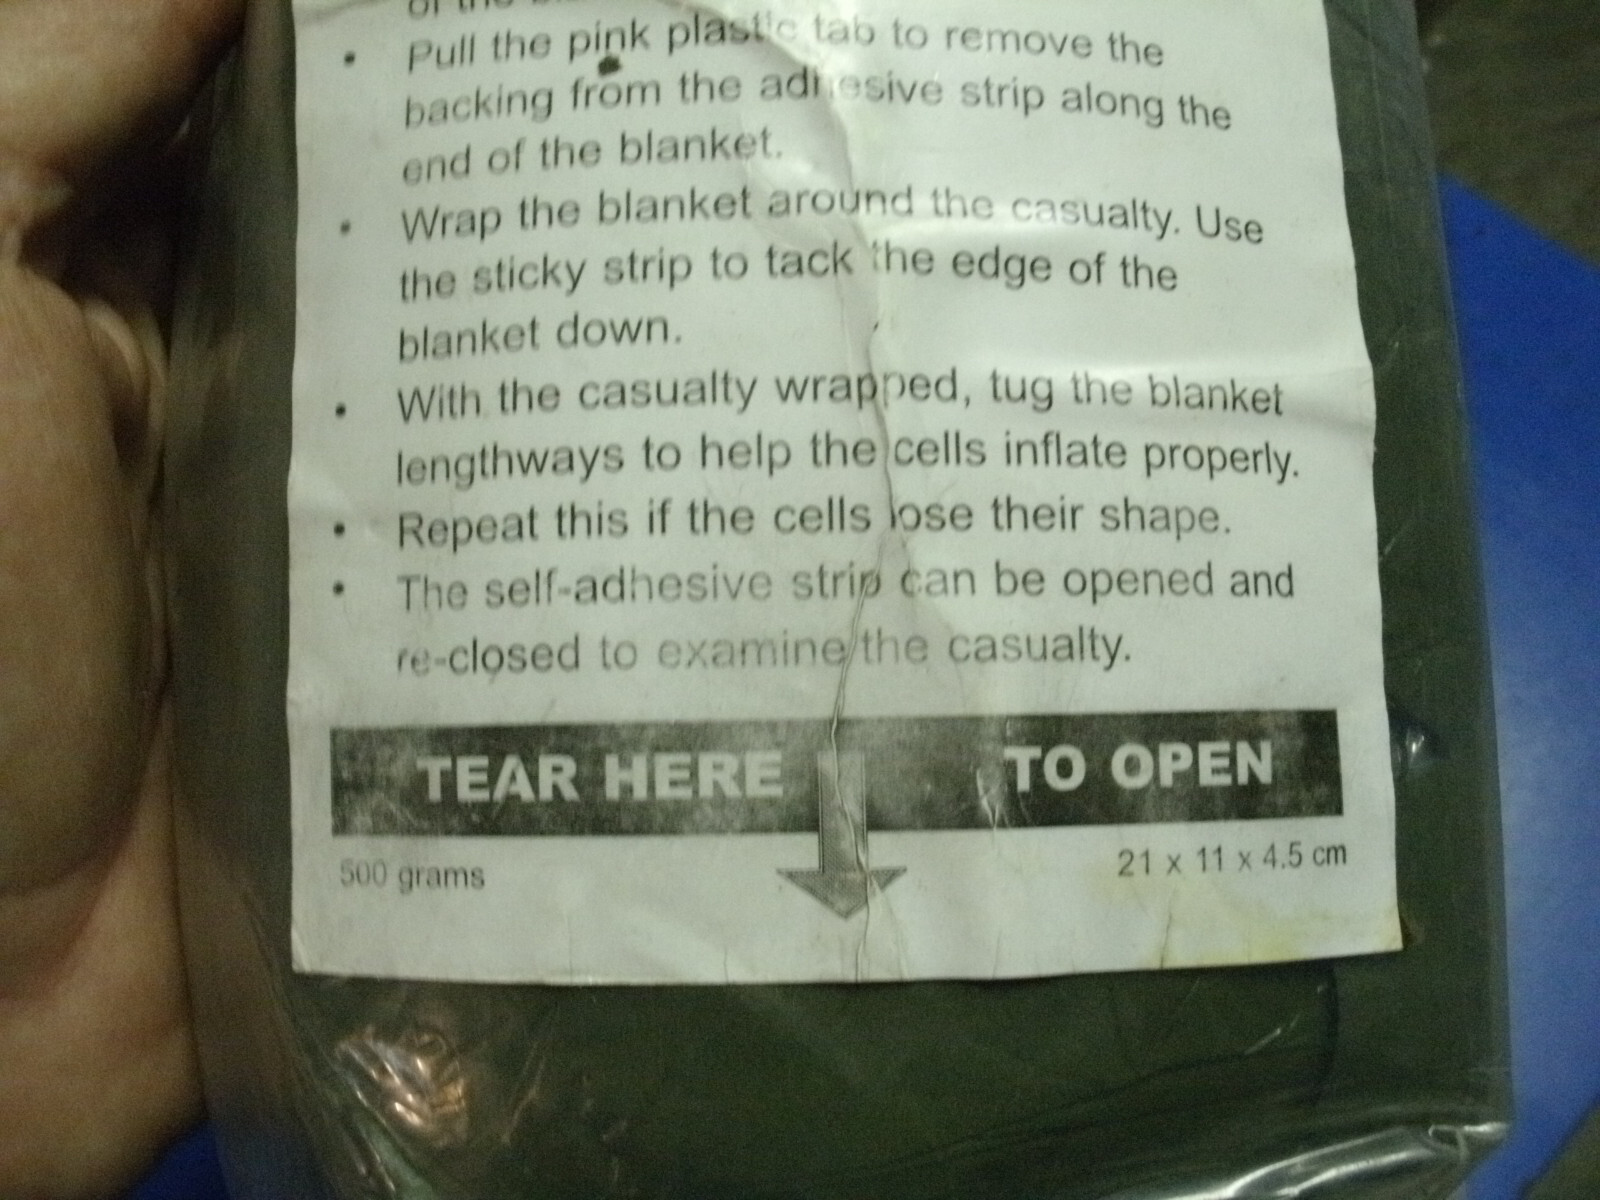 of the
• Pull the pink plastic tab to remove the
backing from the adhesive strip along the
end of the blanket.
• Wrap the blanket around the casualty. Use
the sticky strip to tack the edge of the
blanket down.
• With the casualty wrapped, tug the blanket
lengthways to help the cells inflate properly.
• Repeat this if the cells lose their shape.
• The self-adhesive strip can be opened and
re-closed to examine the casualty.
TEAR HERE TO OPEN
500 grams 21 x 11 x 4.5 cm